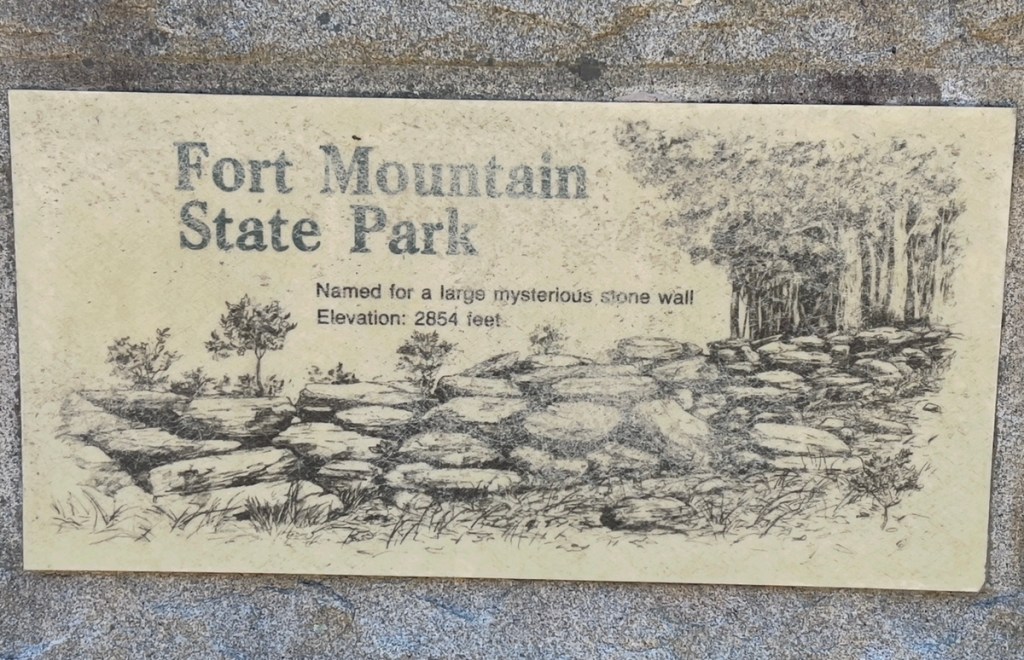 Fort Mountain
State Park
Named for a large mysterious stone wall
Elevation: 2854 feet